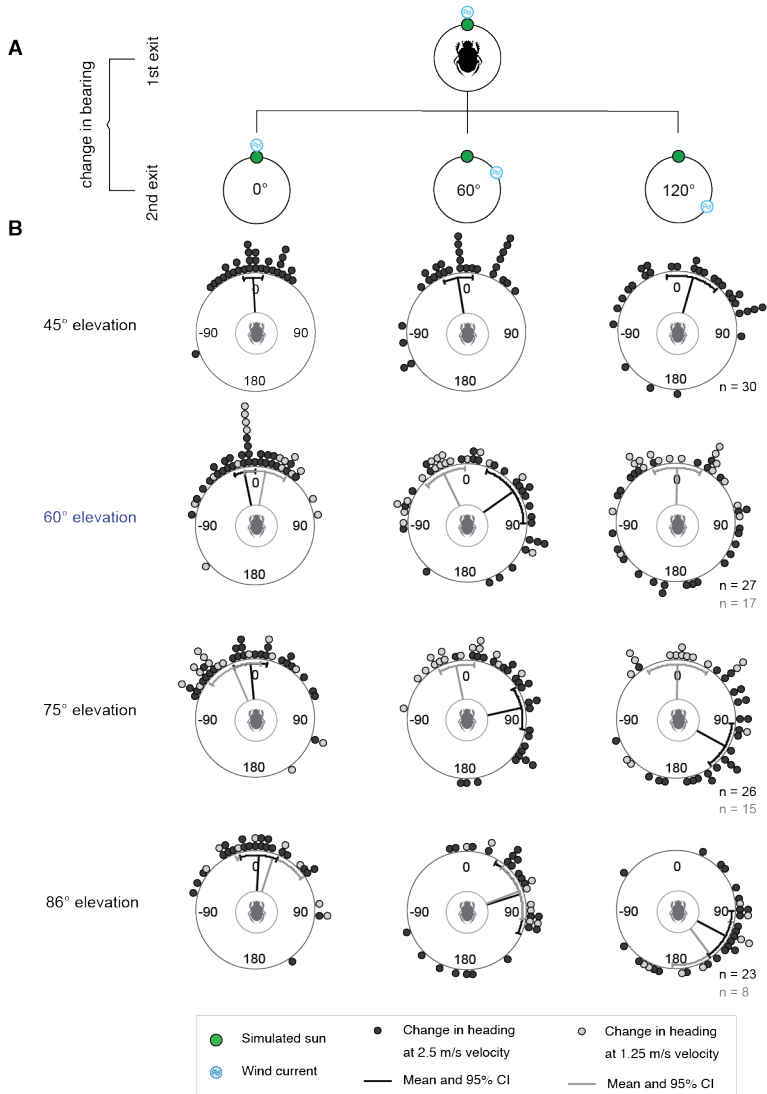 A
change in bearing
1st exit
2nd exit
0°
60°
120°
B
45° elevation
0
-90
90
180
0
-90
90
180
0
-90
90
180
n = 30
60° elevation
0
-90
90
180
0
-90
90
180
0
-90
90
180
n = 27
n = 17
75° elevation
0
-90
90
180
0
-90
90
180
0
-90
90
180
n = 26
n = 15
86° elevation
0
-90
90
180
0
-90
90
180
0
-90
90
180
n = 23
n = 8
Simulated sun
Wind current
Change in heading
at 2.5 m/s velocity
Mean and 95% CI
Change in heading
at 1.25 m/s velocity
Mean and 95% CI